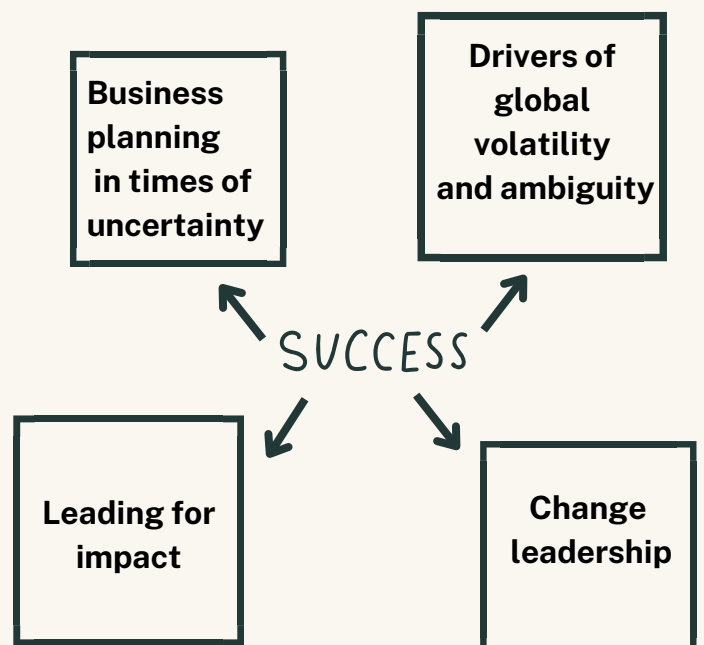 Business
planning
in times of
uncertainty
Drivers of
global
volatility
and ambiguity
SUCCESS
Leading for
impact
Change
leadership